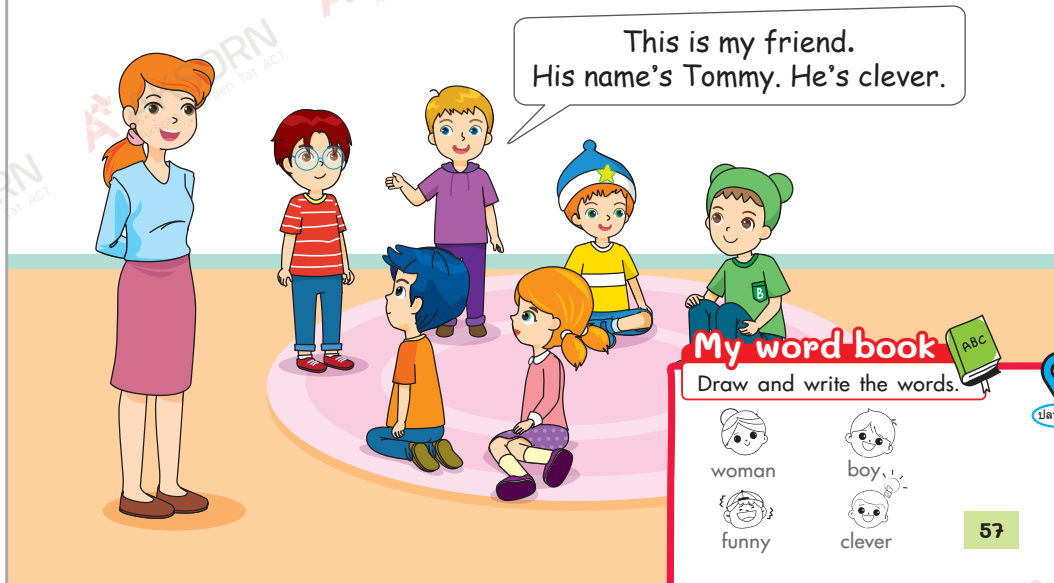 This is my friend.
His name's Tommy. He's clever.
B
My word book
ABC
Draw and write the words.
woman
boy
funny
clever
57